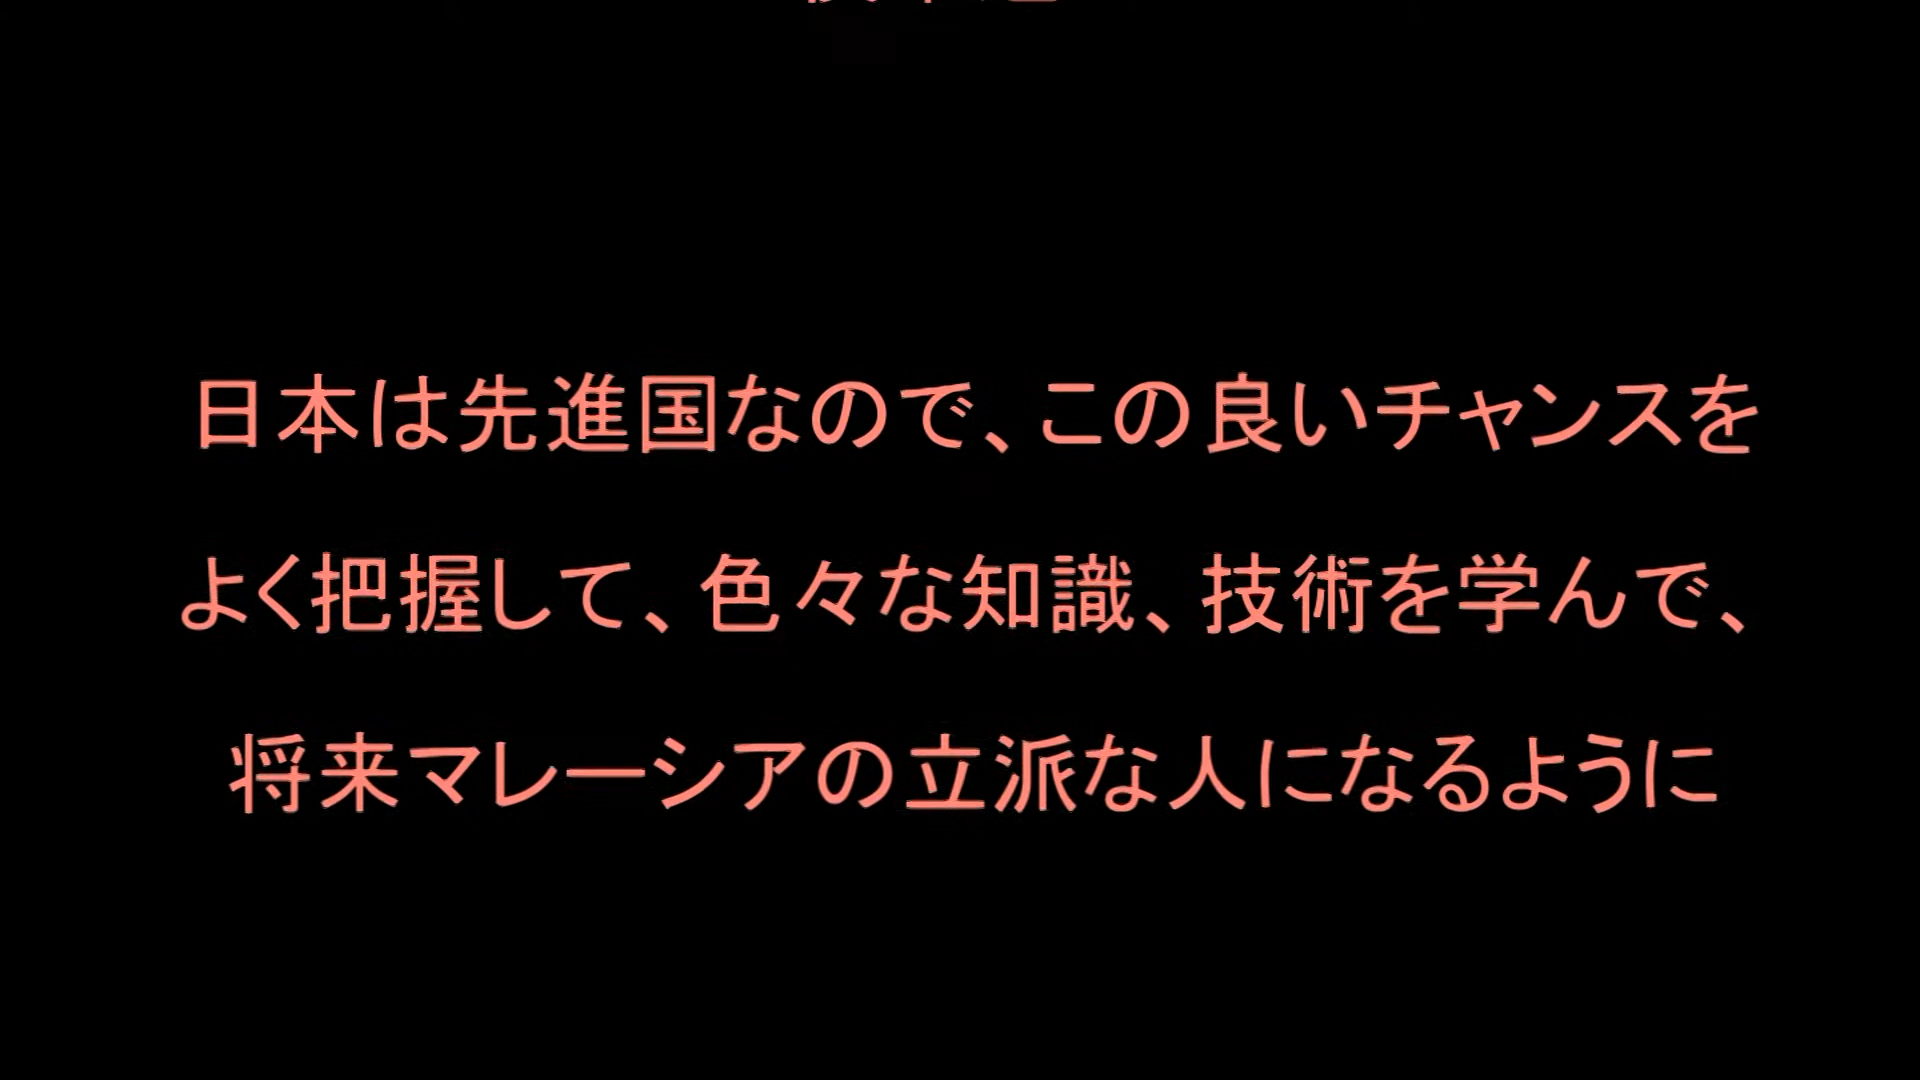 日本は先進国なので、この良いチャンスを
よく把握して、色々な知識、技術を学んで、
将来マレーシアの立派な人になるように